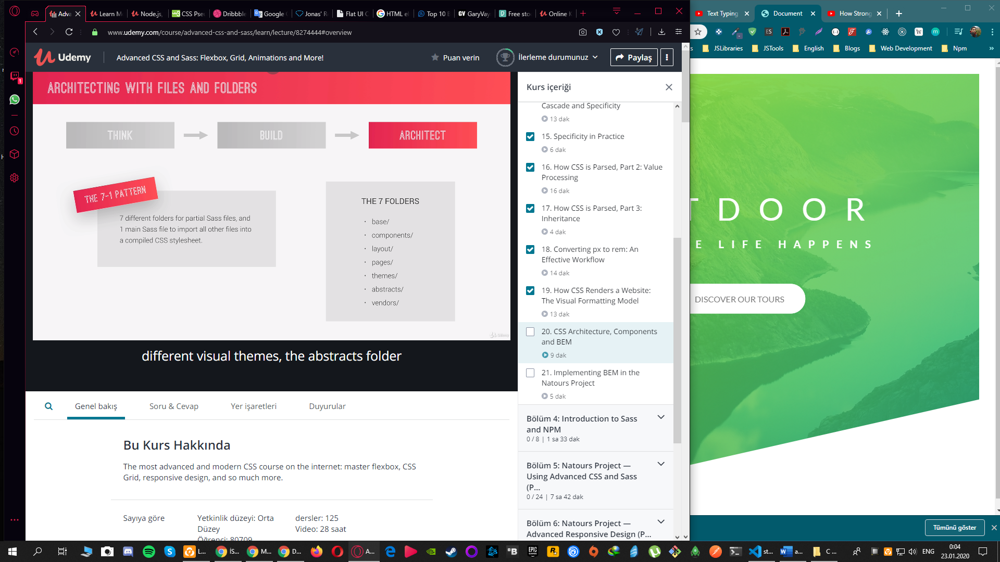 Adva
Learn M
Node.js,
CSS Pse
Dribbble
Google
Jonas' R
Flat UI C
HTML el
Top 10 B
GV GaryVay
Free sto
Online K
Text Typing
Document
How Strong
www.udemy.com/course/advanced-css-and-sass/learn/lecture/8274444#overview
JSLibraries
JSTools
English
Blogs
Web Development
Npm
»
Udemy
Advanced CSS and Sass: Flexbox, Grid, Animations and More!
Puan verin
İlerleme durumunuz
Paylaş
1
ARCHITECTING WITH FILES AND FOLDERS
THINK
BUILD
ARCHITECT
THE 7-1 PATTERN
7 different folders for partial Sass files, and
1 main Sass file to import all other files into
a compiled CSS stylesheet.
THE 7 FOLDERS
• base/
• components/
• layout/
• pages/
• themes/
• abstracts/
• vendors/
Udemy
different visual themes, the abstracts folder
Kurs içeriği
Cascade and Specificity
13 dak
15. Specificity in Practice
6 dak
16. How CSS is Parsed, Part 2: Value
Processing
16 dak
17. How CSS is Parsed, Part 3:
Inheritance
4 dak
18. Converting px to rem: An
Effective Workflow
14 dak
19. How CSS Renders a Website:
The Visual Formatting Model
13 dak
20. CSS Architecture, Components
and BEM
9 dak
21. Implementing BEM in the
Natours Project
5 dak
Bölüm 4: Introduction to Sass
and NPM
0 / 8 | 1 sa 33 dak
Bölüm 5: Natours Project —
Using Advanced CSS and Sass
(P...
0 / 24 | 7 sa 42 dak
Bölüm 6: Natours Project —
Advanced Responsive Design (P...
Genel bakış
Soru & Cevap
Yer işaretleri
Duyurular
Bu Kurs Hakkında
The most advanced and modern CSS course on the internet: master flexbox, CSS
Grid, responsive design, and so much more.
Sayıya göre
Yetkinlik düzeyi: Orta
Düzey
Öğrenci: 80709
dersler: 125
Video: 28 saat
TDOOR
E LIFE HAPPENS
DISCOVER OUR TOURS
Tümünü göster
L...
İS...
M...
D...
A...
st...
a...
C ...
ENG
0:04
23.01.2020